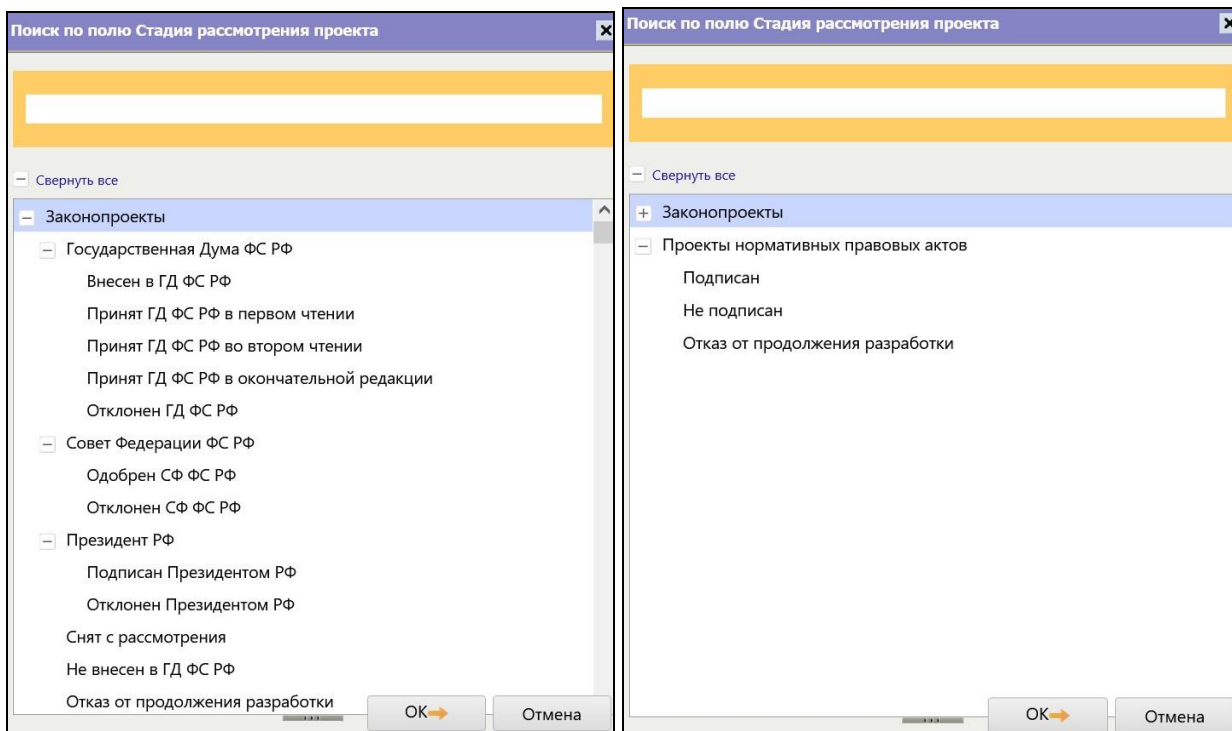 Поиск по полю Стадия рассмотрения проекта
Свернуть все
Законопроекты
Государственная Дума ФС РФ
Внесен в ГД ФС РФ
Принят ГД ФС РФ в первом чтении
Принят ГД ФС РФ во втором чтении
Принят ГД ФС РФ в окончательной редакции
Отклонен ГД ФС РФ
Совет Федерации ФС РФ
Одобрен СФ ФС РФ
Отклонен СФ ФС РФ
Президент РФ
Подписан Президентом РФ
Отклонен Президентом РФ
Снят с рассмотрения
Не внесен в ГД ФС РФ
Отказ от продолжения разработки
ОК
Отмена
Поиск по полю Стадия рассмотрения проекта
Свернуть все
Законопроекты
Проекты нормативных правовых актов
Подписан
Не подписан
Отказ от продолжения разработки
ОК
Отмена